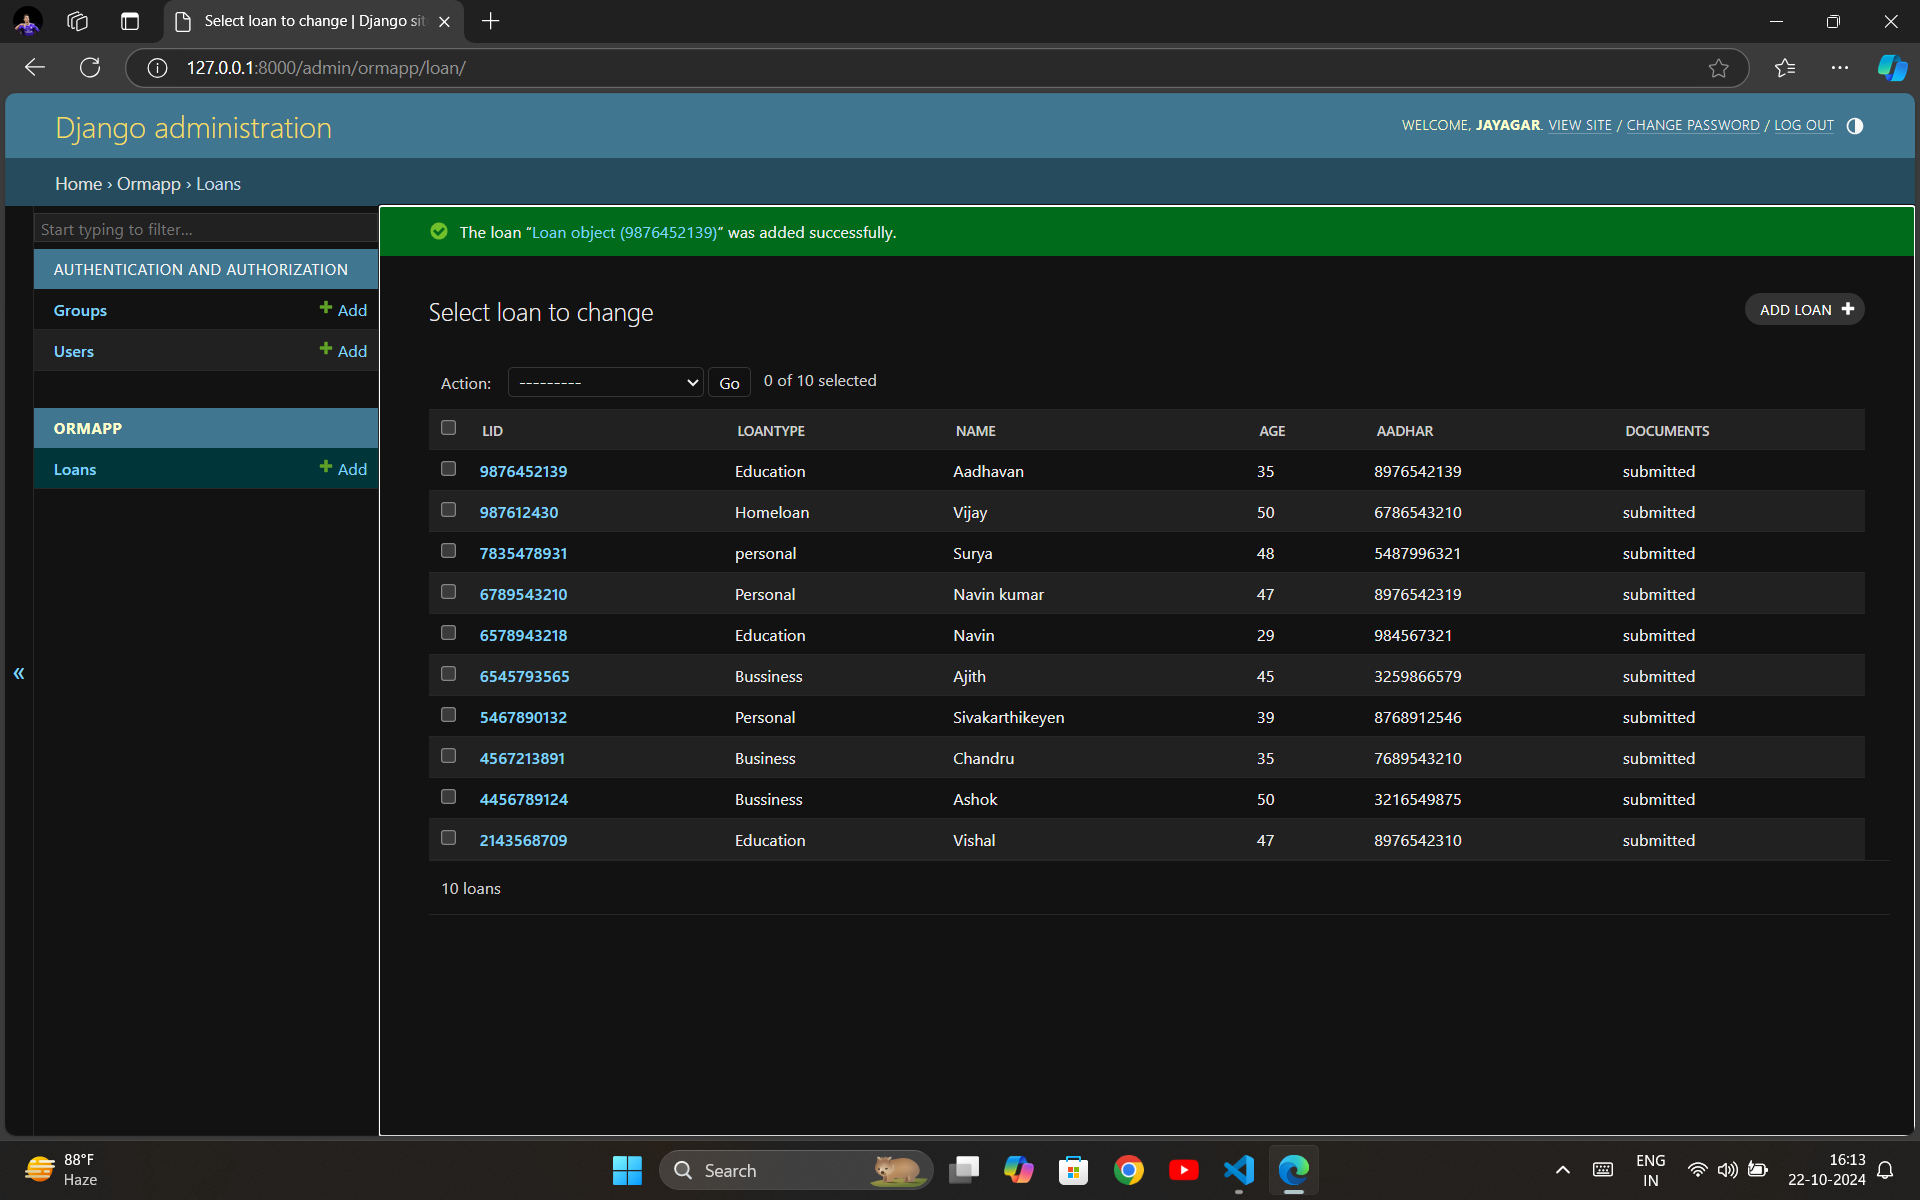 Select loan to change | Django sit
127.0.0.1:8000/admin/ormapp/loan/
Django administration
WELCOME, JAYAGAR. VIEW SITE / CHANGE PASSWORD / LOG OUT
Home › Ormapp › Loans
Start typing to filter...
AUTHENTICATION AND AUTHORIZATION
Groups + Add
Users + Add
ORMAPP
Loans + Add
«
The loan “Loan object (9876452139)” was added successfully.
Select loan to change
ADD LOAN +
Action: --------- Go 0 of 10 selected
LID LOANTYPE NAME AGE AADHAR DOCUMENTS
9876452139 Education Aadhavan 35 8976542139 submitted
987612430 Homeloan Vijay 50 6786543210 submitted
7835478931 personal Surya 48 5487996321 submitted
6789543210 Personal Navin kumar 47 8976542319 submitted
6578943218 Education Navin 29 984567321 submitted
6545793565 Bussiness Ajith 45 3259866579 submitted
5467890132 Personal Sivakarthikeyen 39 8768912546 submitted
4567213891 Business Chandru 35 7689543210 submitted
4456789124 Bussiness Ashok 50 3216549875 submitted
2143568709 Education Vishal 47 8976542310 submitted
10 loans
88°F
Haze
Search
ENG
IN
16:13
22-10-2024